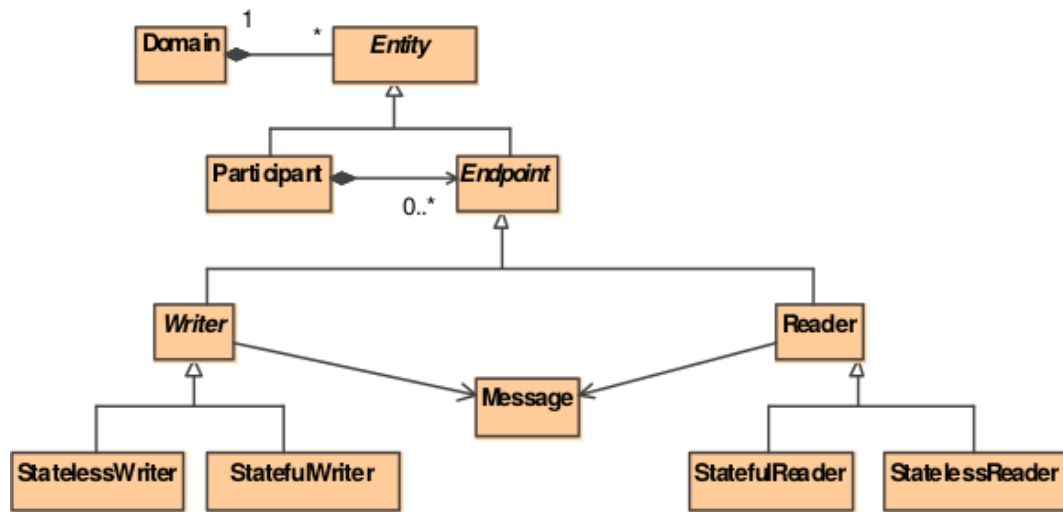 1
Domain
*
Entity
Participant
Endpoint
0..*
Writer
Reader
Message
StatelessWriter
StatefulWriter
StatefulReader
StatelessReader